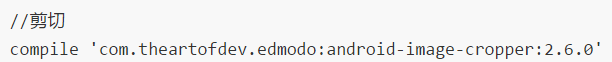 //剪切
compile 'com.theartofdev.edmodo:android-image-cropper:2.6.0'